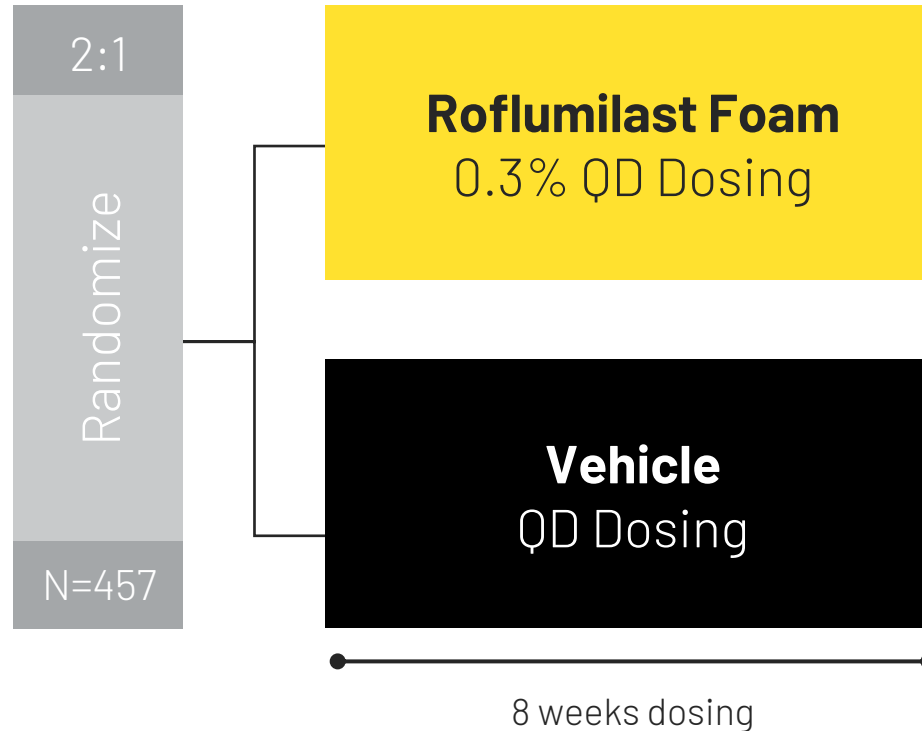 2:1
Randomize
N=457
Roflumilast Foam
0.3% QD Dosing
Vehicle
QD Dosing
8 weeks dosing